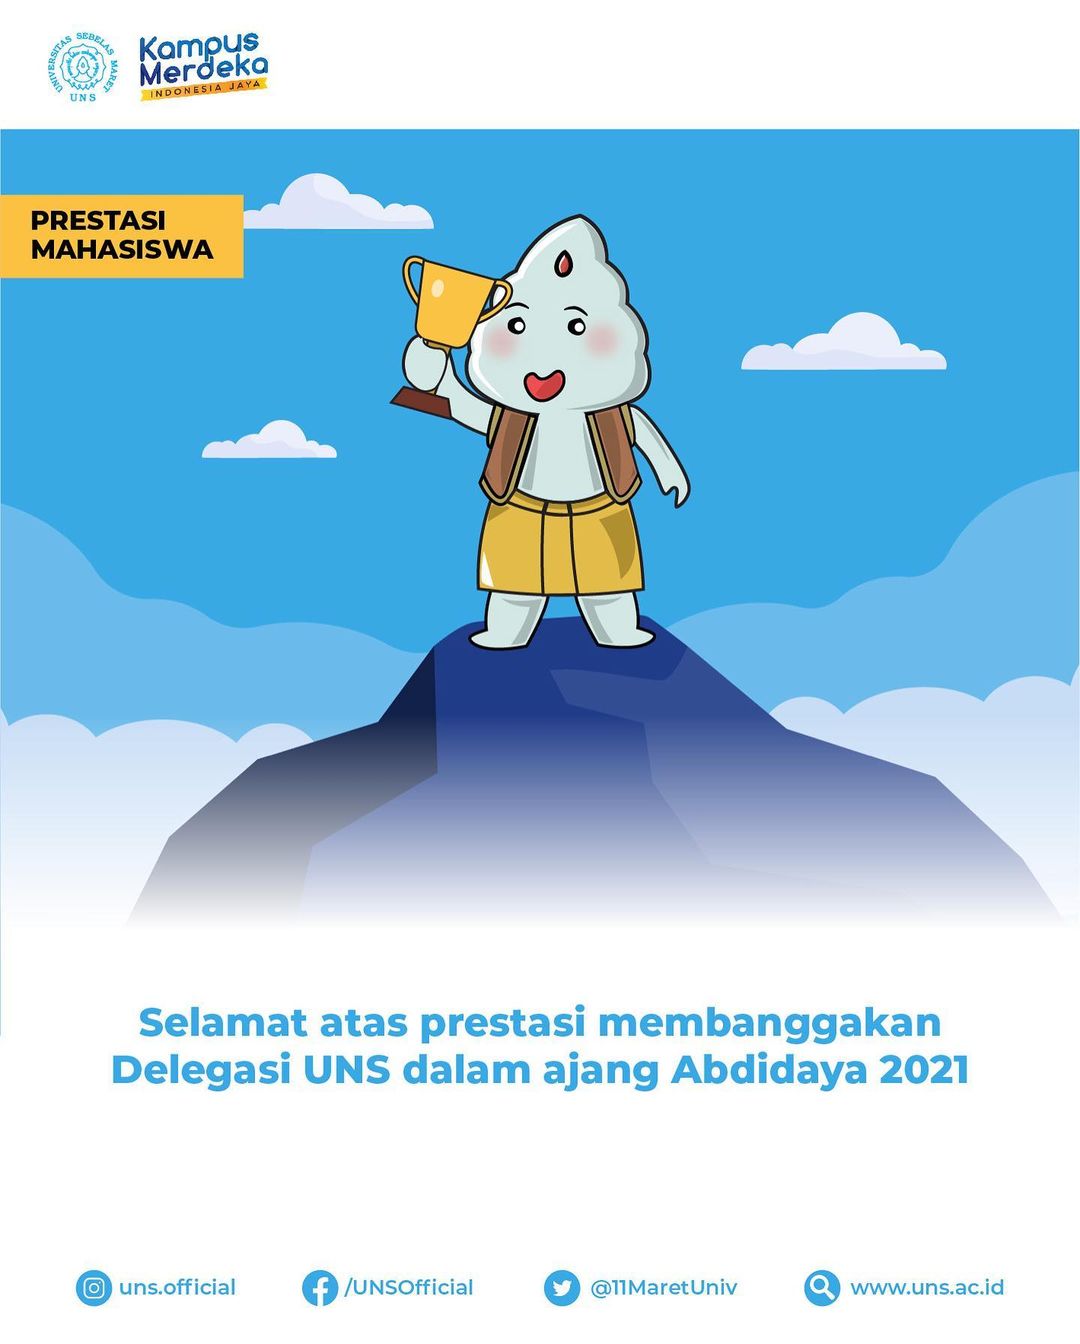 UNIVERSITAS SEBELAS MARET
UNS
Kampus
Merdeka
INDONESIA JAYA
PRESTASI
MAHASISWA
Selamat atas prestasi membanggakan
Delegasi UNS dalam ajang Abdidaya 2021
uns.official
/UNSOfficial
@11MaretUniv
www.uns.ac.id